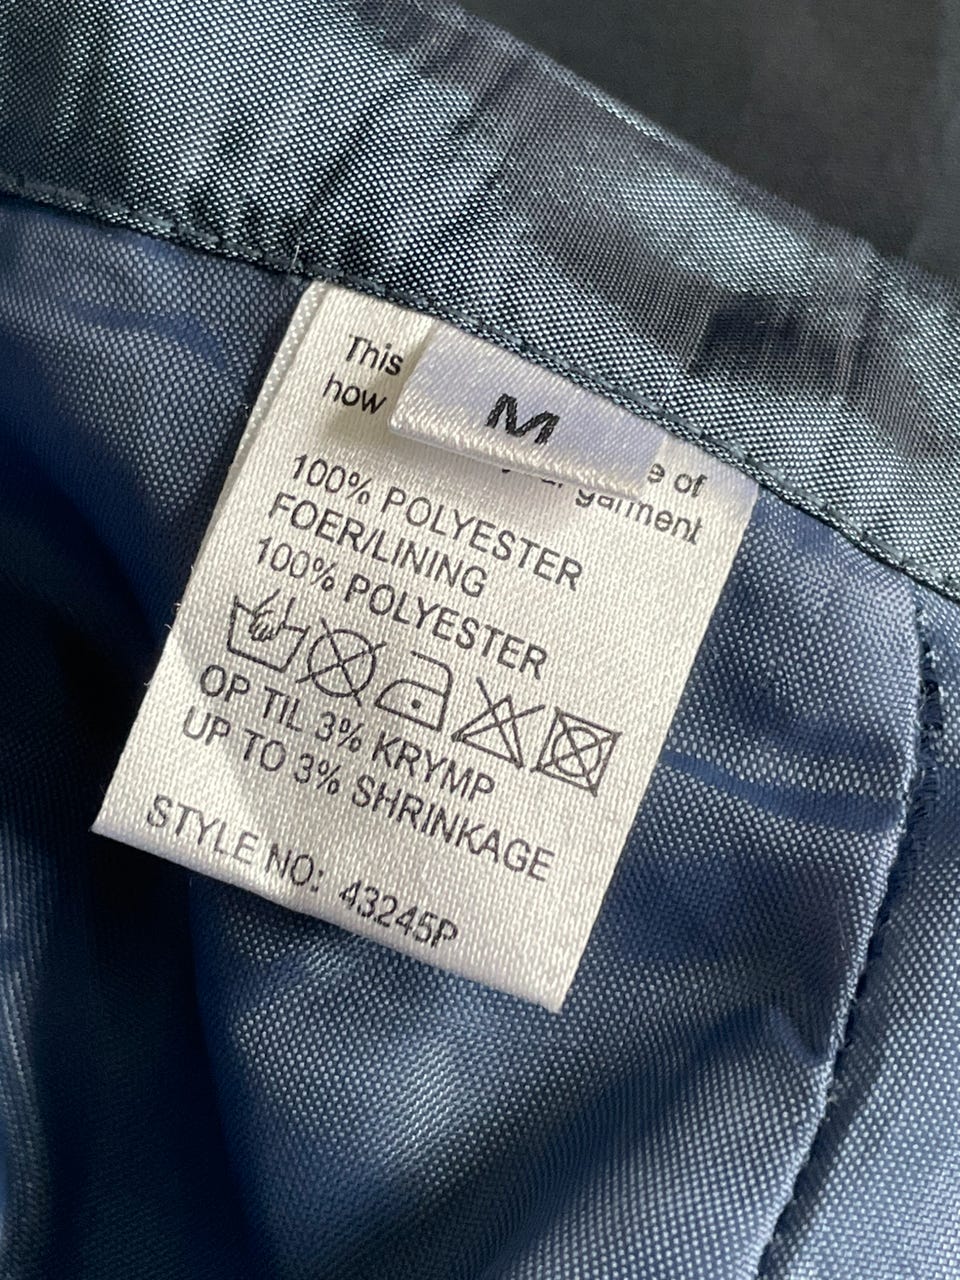 This
how
M
e of
garment
100% POLYESTER
FOER/LINING
100% POLYESTER
OP TIL 3% KRYMP
UP TO 3% SHRINKAGE
STYLE NO: 43245P